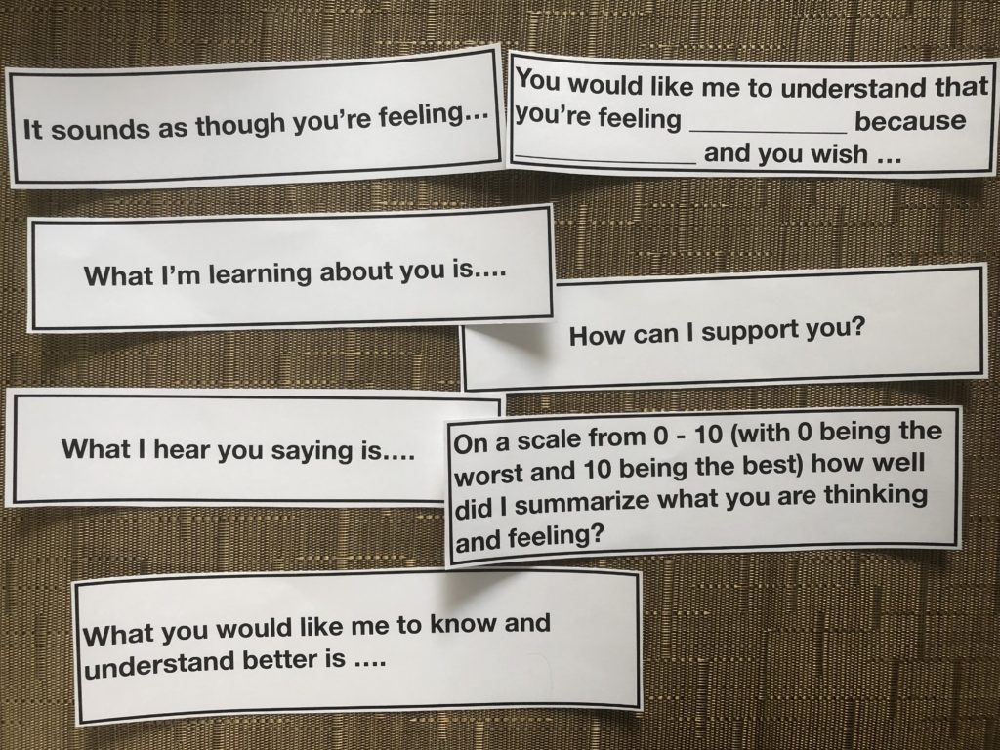 It sounds as though you're feeling...
You would like me to understand that
you're feeling ____________ because
______________ and you wish ...
What I'm learning about you is....
How can I support you?
What I hear you saying is....
On a scale from 0 - 10 (with 0 being the
worst and 10 being the best) how well
did I summarize what you are thinking
and feeling?
What you would like me to know and
understand better is ....